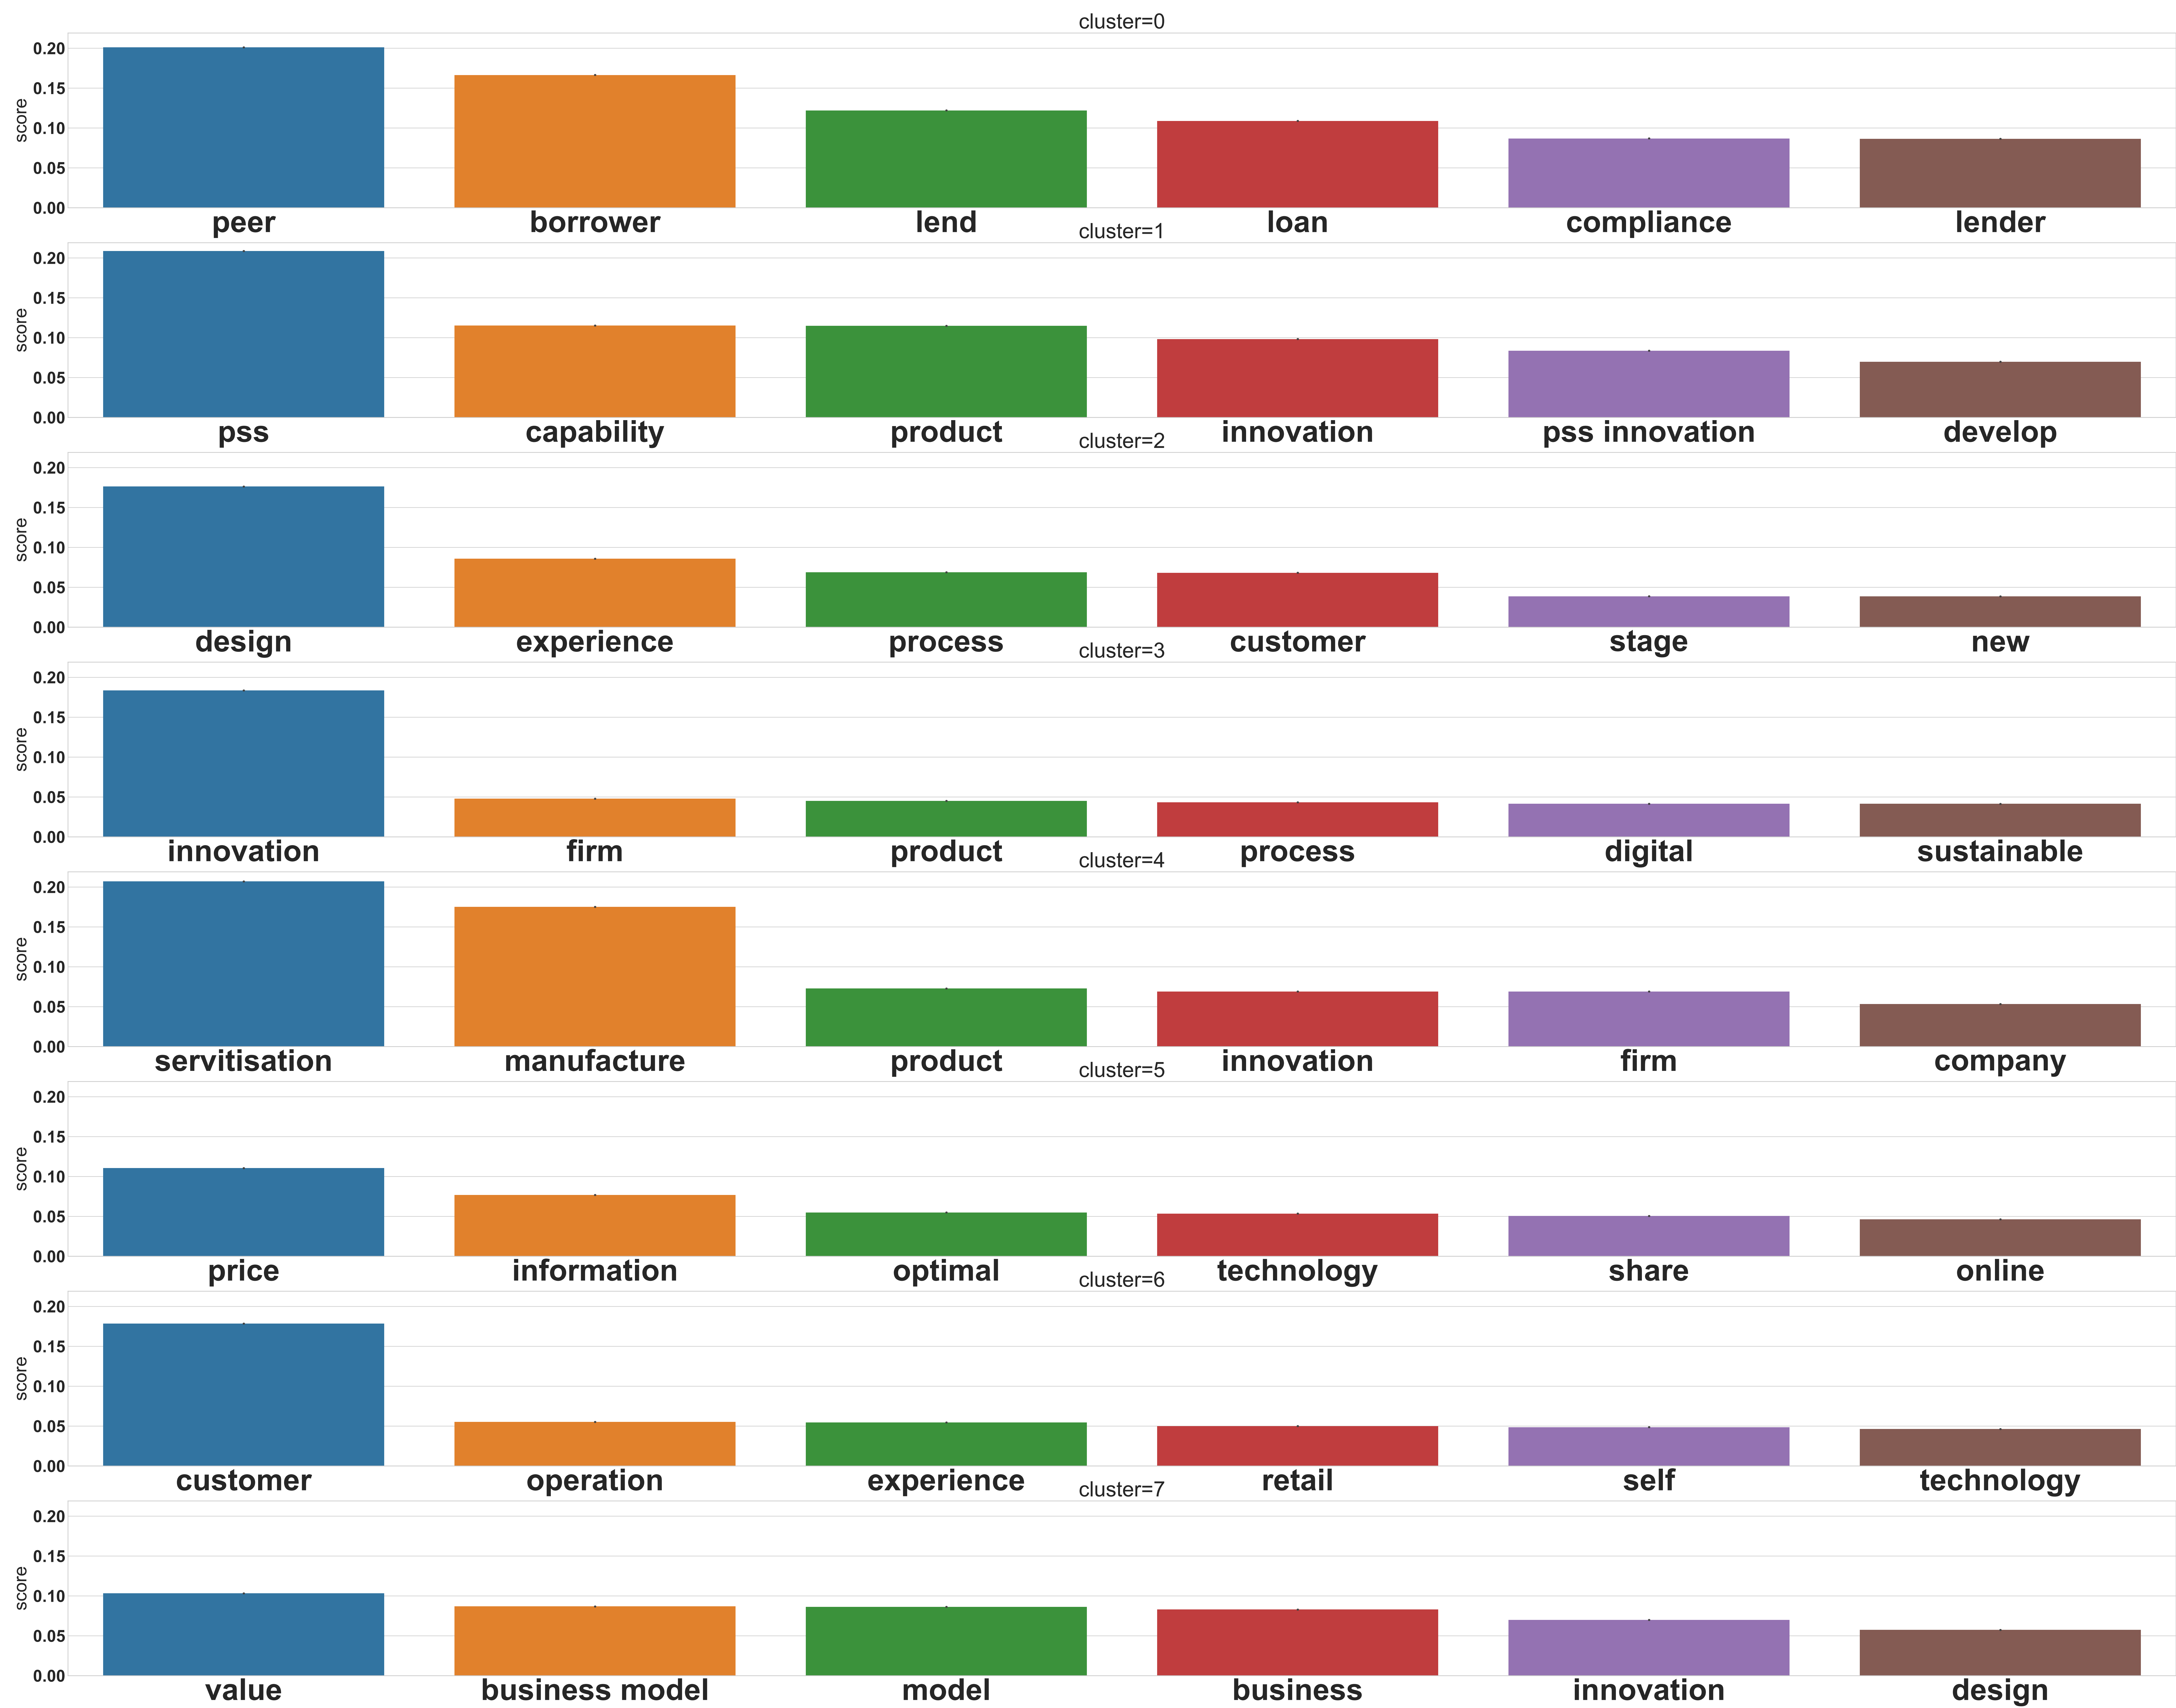 cluster=0
score
0.20
0.15
0.10
0.05
0.00
peer borrower lend loan compliance lender
cluster=1
score
0.20
0.15
0.10
0.05
0.00
pss capability product innovation pss innovation develop
cluster=2
score
0.20
0.15
0.10
0.05
0.00
design experience process customer stage new
cluster=3
score
0.20
0.15
0.10
0.05
0.00
innovation firm product process digital sustainable
cluster=4
score
0.20
0.15
0.10
0.05
0.00
servitisation manufacture product innovation firm company
cluster=5
score
0.20
0.15
0.10
0.05
0.00
price information optimal technology share online
cluster=6
score
0.20
0.15
0.10
0.05
0.00
customer operation experience retail self technology
cluster=7
score
0.20
0.15
0.10
0.05
0.00
value business model model business innovation design